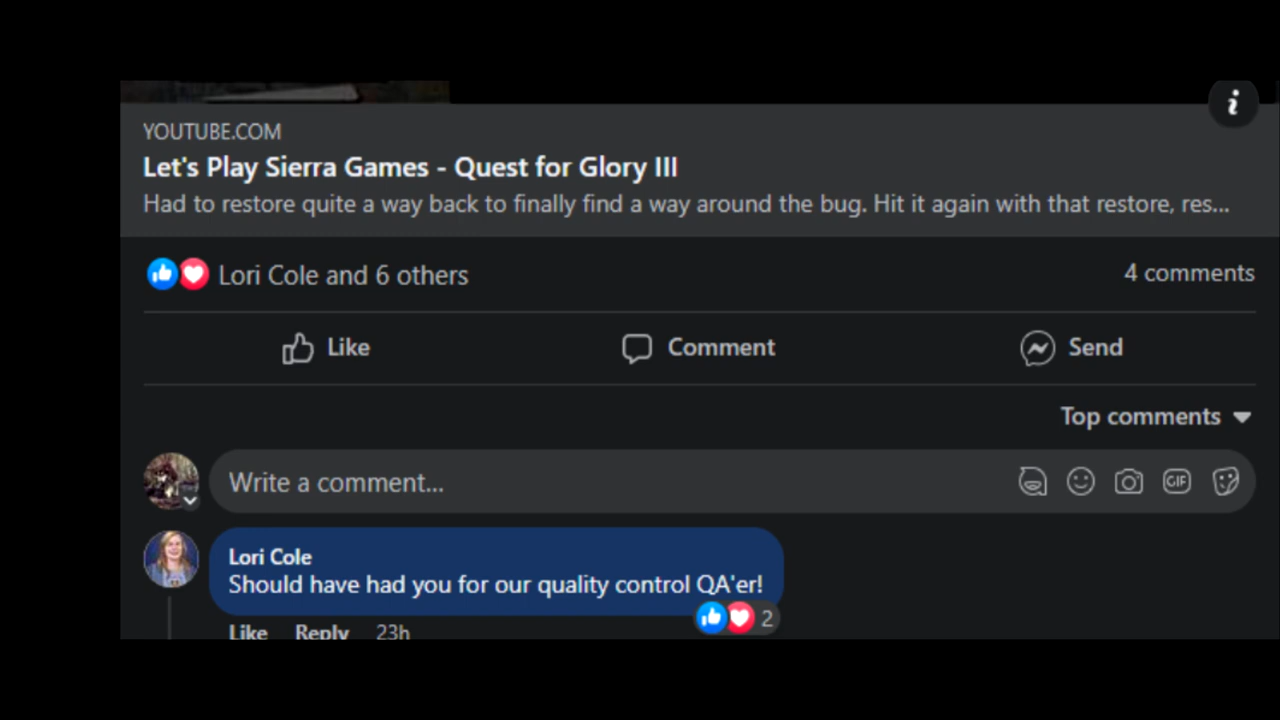 YOUTUBE.COM
Let's Play Sierra Games - Quest for Glory III
Had to restore quite a way back to finally find a way around the bug. Hit it again with that restore, res...
Lori Cole and 6 others
4 comments
Like
Comment
Send
Top comments
Write a comment...
GIF
Lori Cole
Should have had you for our quality control QA'er!
2
Like Reply 23h